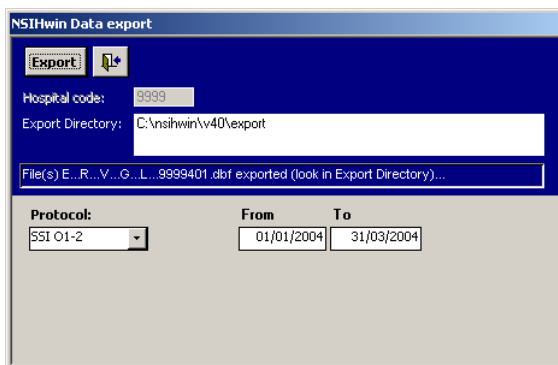 NSIHwin Data export
Export
Hospital code: 9999
Export Directory: C:\nsihwin\v40\export
File(s) E...R...V...G...L...9999401.dbf exported (look in Export Directory)...
Protocol: From To
SSI O1-2 01/01/2004 31/03/2004